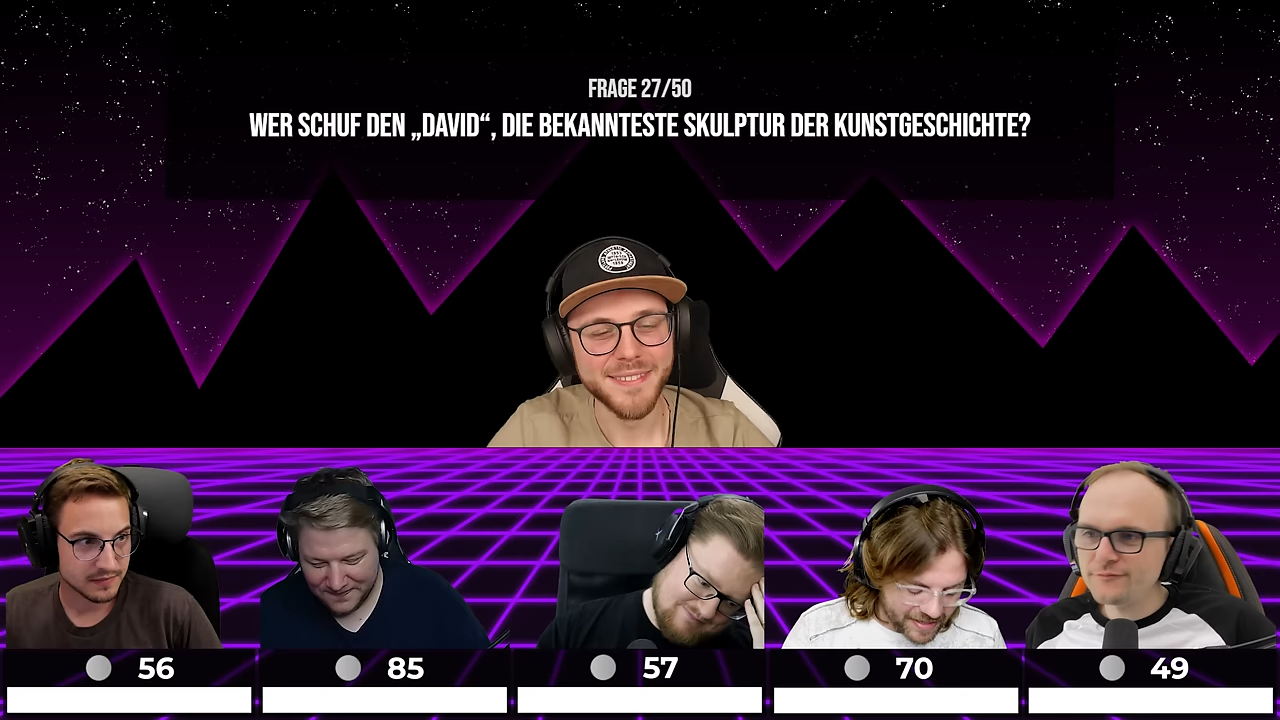 FRAGE 27/50
WER SCHUF DEN „DAVID“, DIE BEKANNTESTE SKULPTUR DER KUNSTGESCHICHTE?
56
85
57
70
49